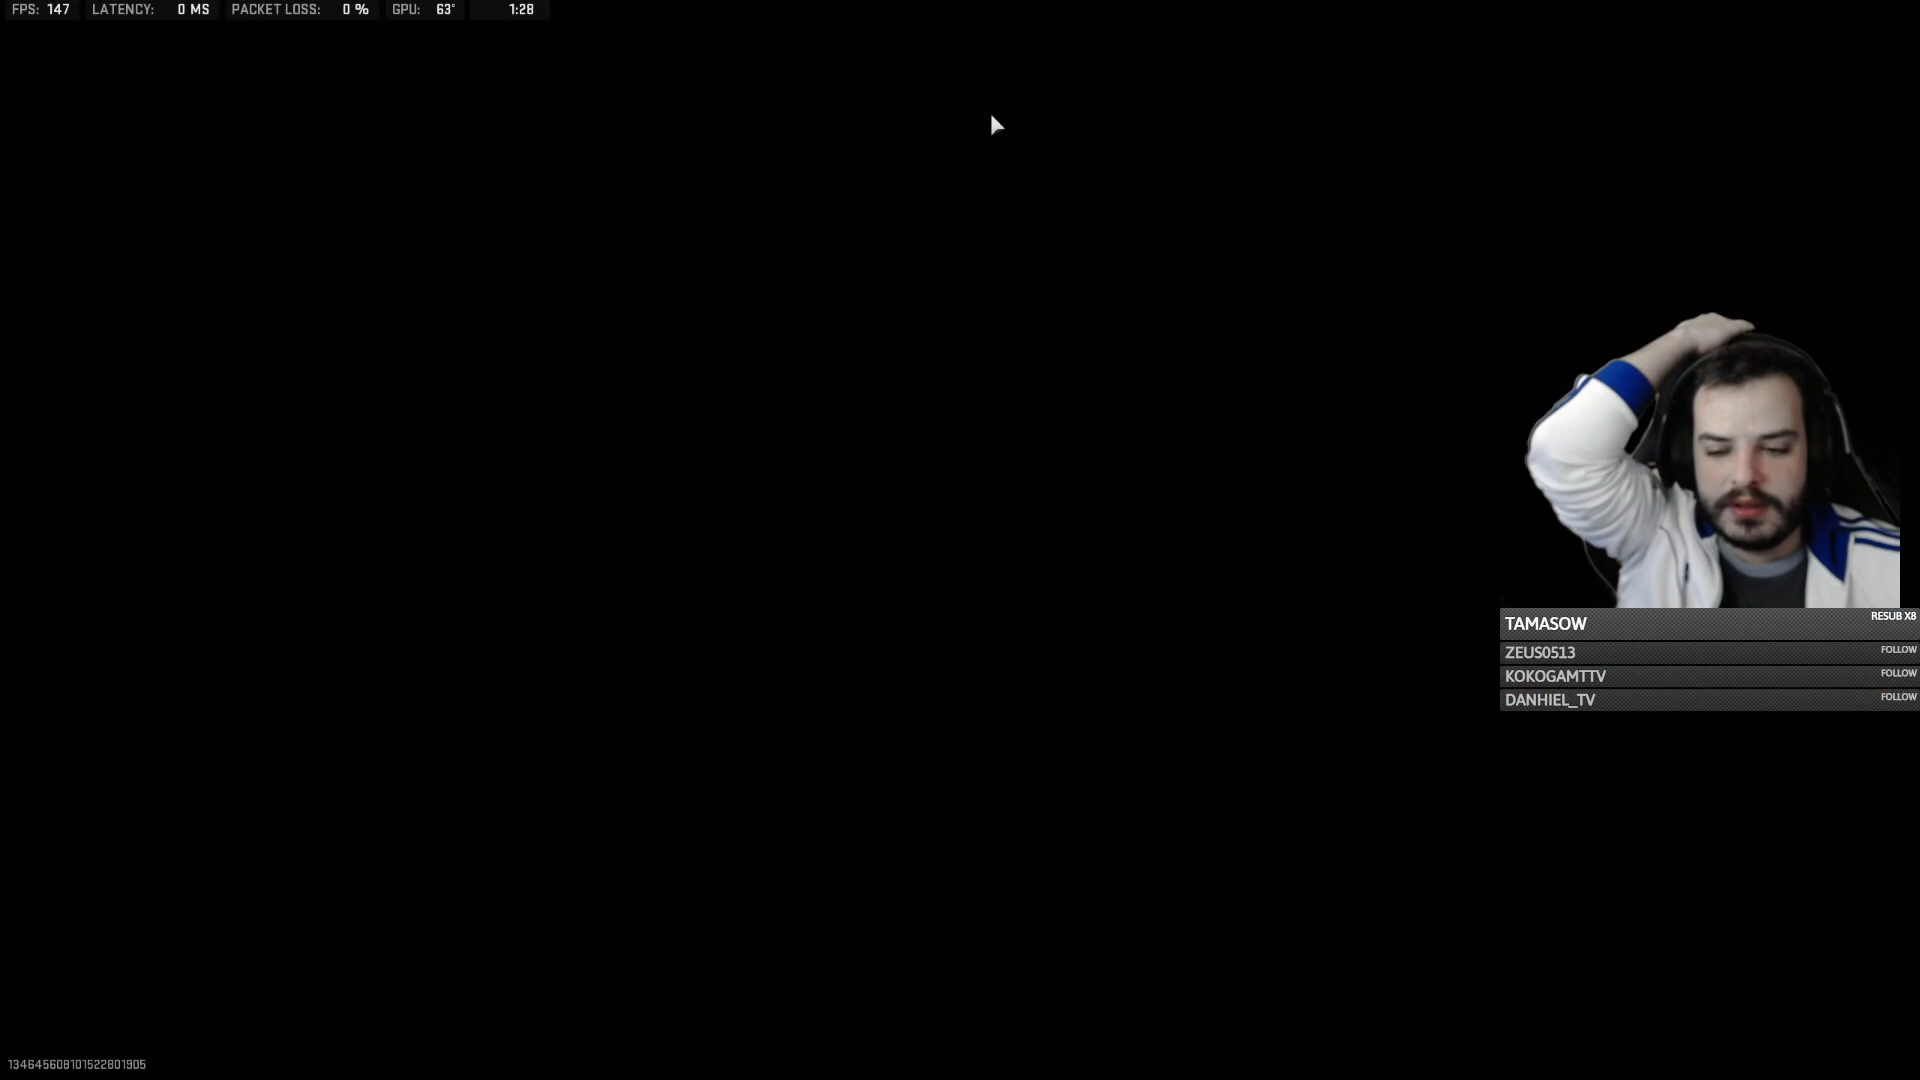 FPS: 147 LATENCY: 0 MS PACKET LOSS: 0 % GPU: 63° 1:28
TAMASOW RESUB X8
ZEUS0513 FOLLOW
KOKOGAMTTV FOLLOW
DANHIEL_TV FOLLOW
134645608101522801905